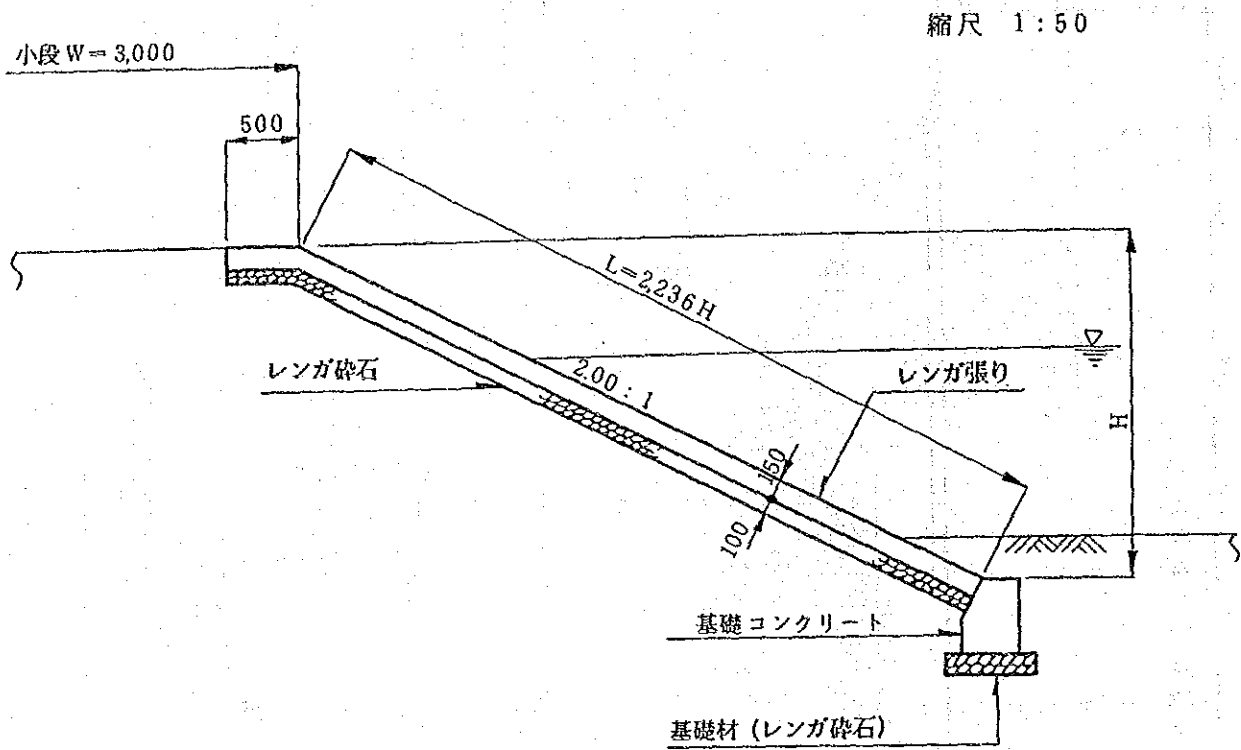 縮尺 1:50
小段W=3,000
500
L=2,236H
レンガ砕石
2.00:1
レンガ張り
H
150
100
基礎コンクリート
基礎材(レンガ砕石)